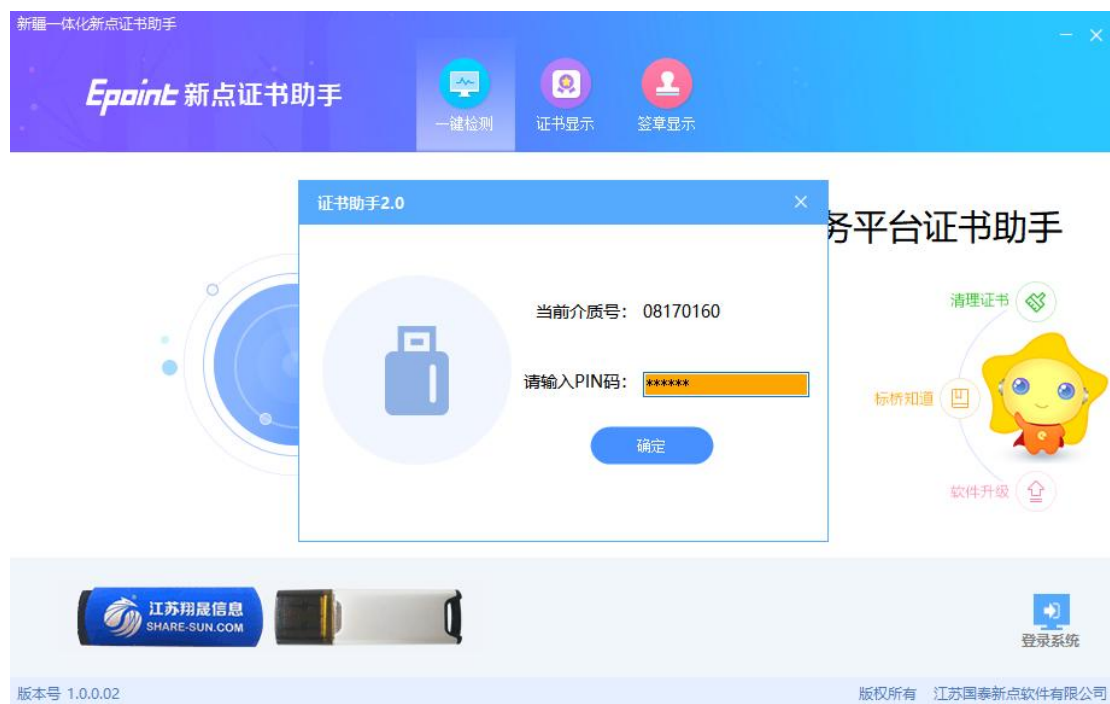 新疆一体化新点证书助手
Epoint 新点证书助手
一键检测
证书显示
签章显示
证书助手2.0
务平台证书助手
当前介质号： 08170160
请输入PIN码： ******
确定
清理证书
标桥知道
软件升级
江苏翔晟信息
SHARE-SUN.COM
登录系统
版本号 1.0.0.02
版权所有 江苏国泰新点软件有限公司